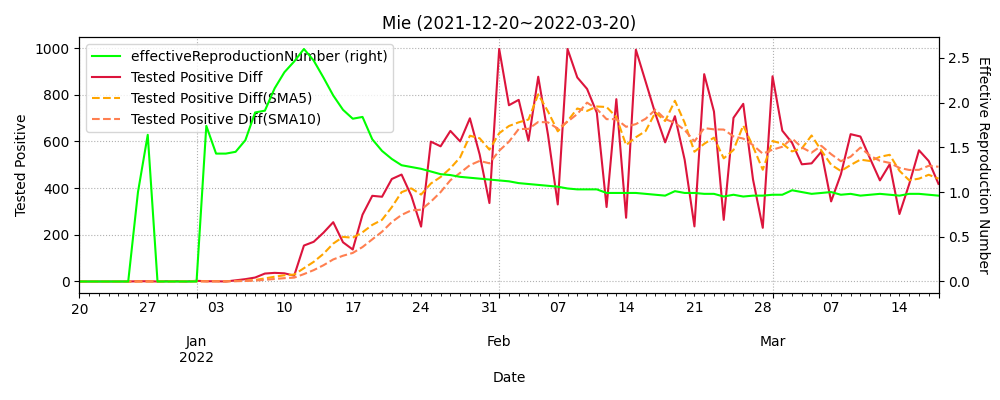 Mie (2021-12-20~2022-03-20)
effectiveReproductionNumber (right)
Tested Positive Diff
Tested Positive Diff(SMA5)
Tested Positive Diff(SMA10)
Tested Positive
1000
800
600
400
200
0
Effective Reproduction Number
2.5
2.0
1.5
1.0
0.5
0.0
20 27 03 10 17 24 31 07 14 21 28 07 14
Jan Feb Mar
2022
Date